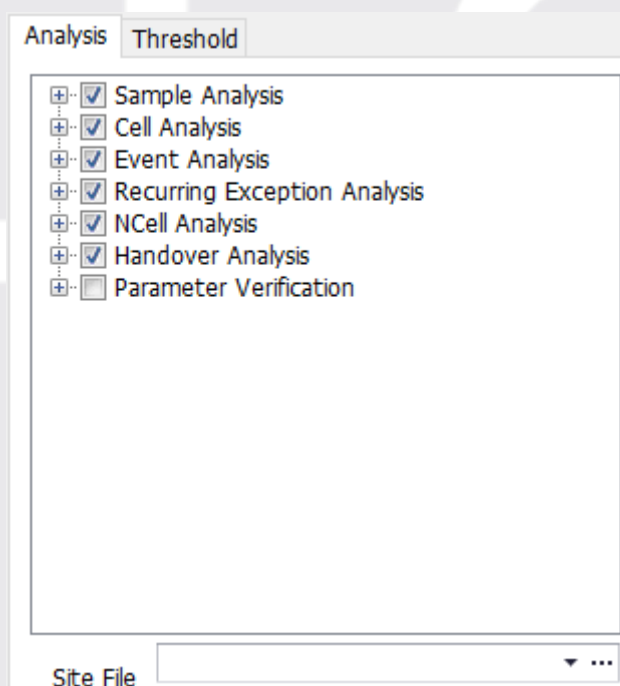 Analysis Threshold
Sample Analysis
Cell Analysis
Event Analysis
Recurring Exception Analysis
NCell Analysis
Handover Analysis
Parameter Verification
Site File